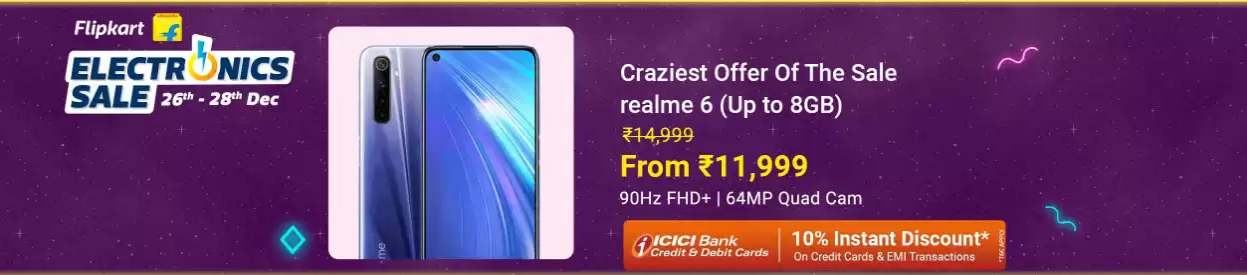 Flipkart
ELECTRONICS
SALE 26th - 28th Dec
me
Craziest Offer Of The Sale
realme 6 (Up to 8GB)
₹14,999
From ₹11,999
90Hz FHD+ | 64MP Quad Cam
ICICI Bank
Credit & Debit Cards
10% Instant Discount*
On Credit Cards & EMI Transactions
*T&C APPLY